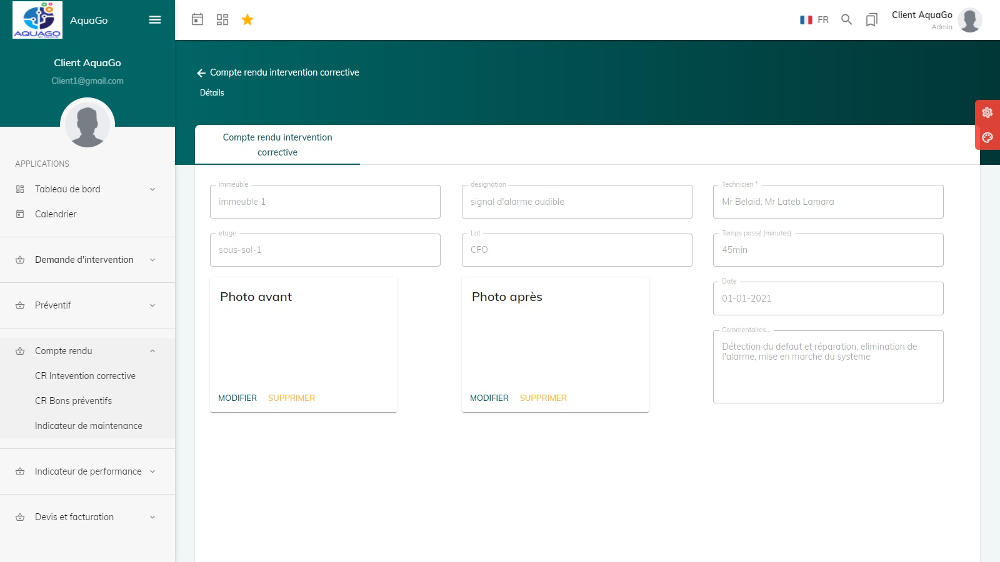 AQUAGO
AquaGo
Client AquaGo
Client1@gmail.com
APPLICATIONS
Tableau de bord
Calendrier
Demande d'intervention
Préventif
Compte rendu
CR Intevention corrective
CR Bons préventifs
Indicateur de maintenance
Indicateur de performance
Devis et facturation
FR
Client AquaGo
Admin
Compte rendu intervention corrective
Détails
Compte rendu intervention
corrective
immeuble
immeuble 1
designation
signal d'alarme audible
Technicien *
Mr Belaid, Mr Lateb Lamara
etage
sous-sol-1
Lot
CFO
Temps passé (minutes)
45min
Photo avant
MODIFIER SUPPRIMER
Photo après
MODIFIER SUPPRIMER
Date
01-01-2021
Commentaires...
Détection du defaut et réparation, elimination de
l'alarme, mise en marche du systeme